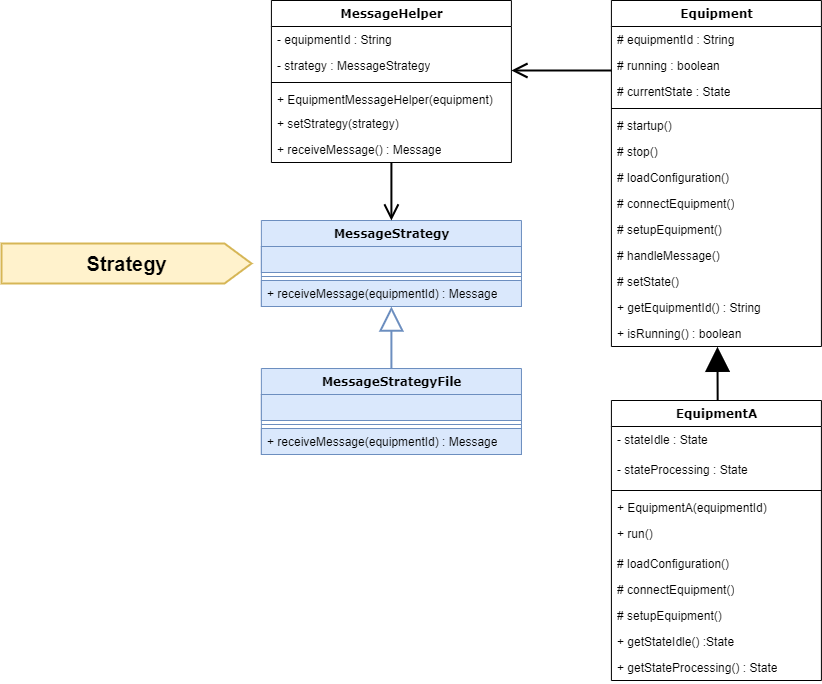 MessageHelper
- equipmentId : String
- strategy : MessageStrategy
+ EquipmentMessageHelper(equipment)
+ setStrategy(strategy)
+ receiveMessage() : Message
Equipment
# equipmentId : String
# running : boolean
# currentState : State
# startup()
# stop()
# loadConfiguration()
# connectEquipment()
# setupEquipment()
# handleMessage()
# setState()
+ getEquipmentId() : String
+ isRunning() : boolean
Strategy
MessageStrategy
+ receiveMessage(equipmentId) : Message
MessageStrategyFile
+ receiveMessage(equipmentId) : Message
EquipmentA
- stateIdle : State
- stateProcessing : State
+ EquipmentA(equipmentId)
+ run()
# loadConfiguration()
# connectEquipment()
# setupEquipment()
+ getStateIdle() :State
+ getStateProcessing() : State